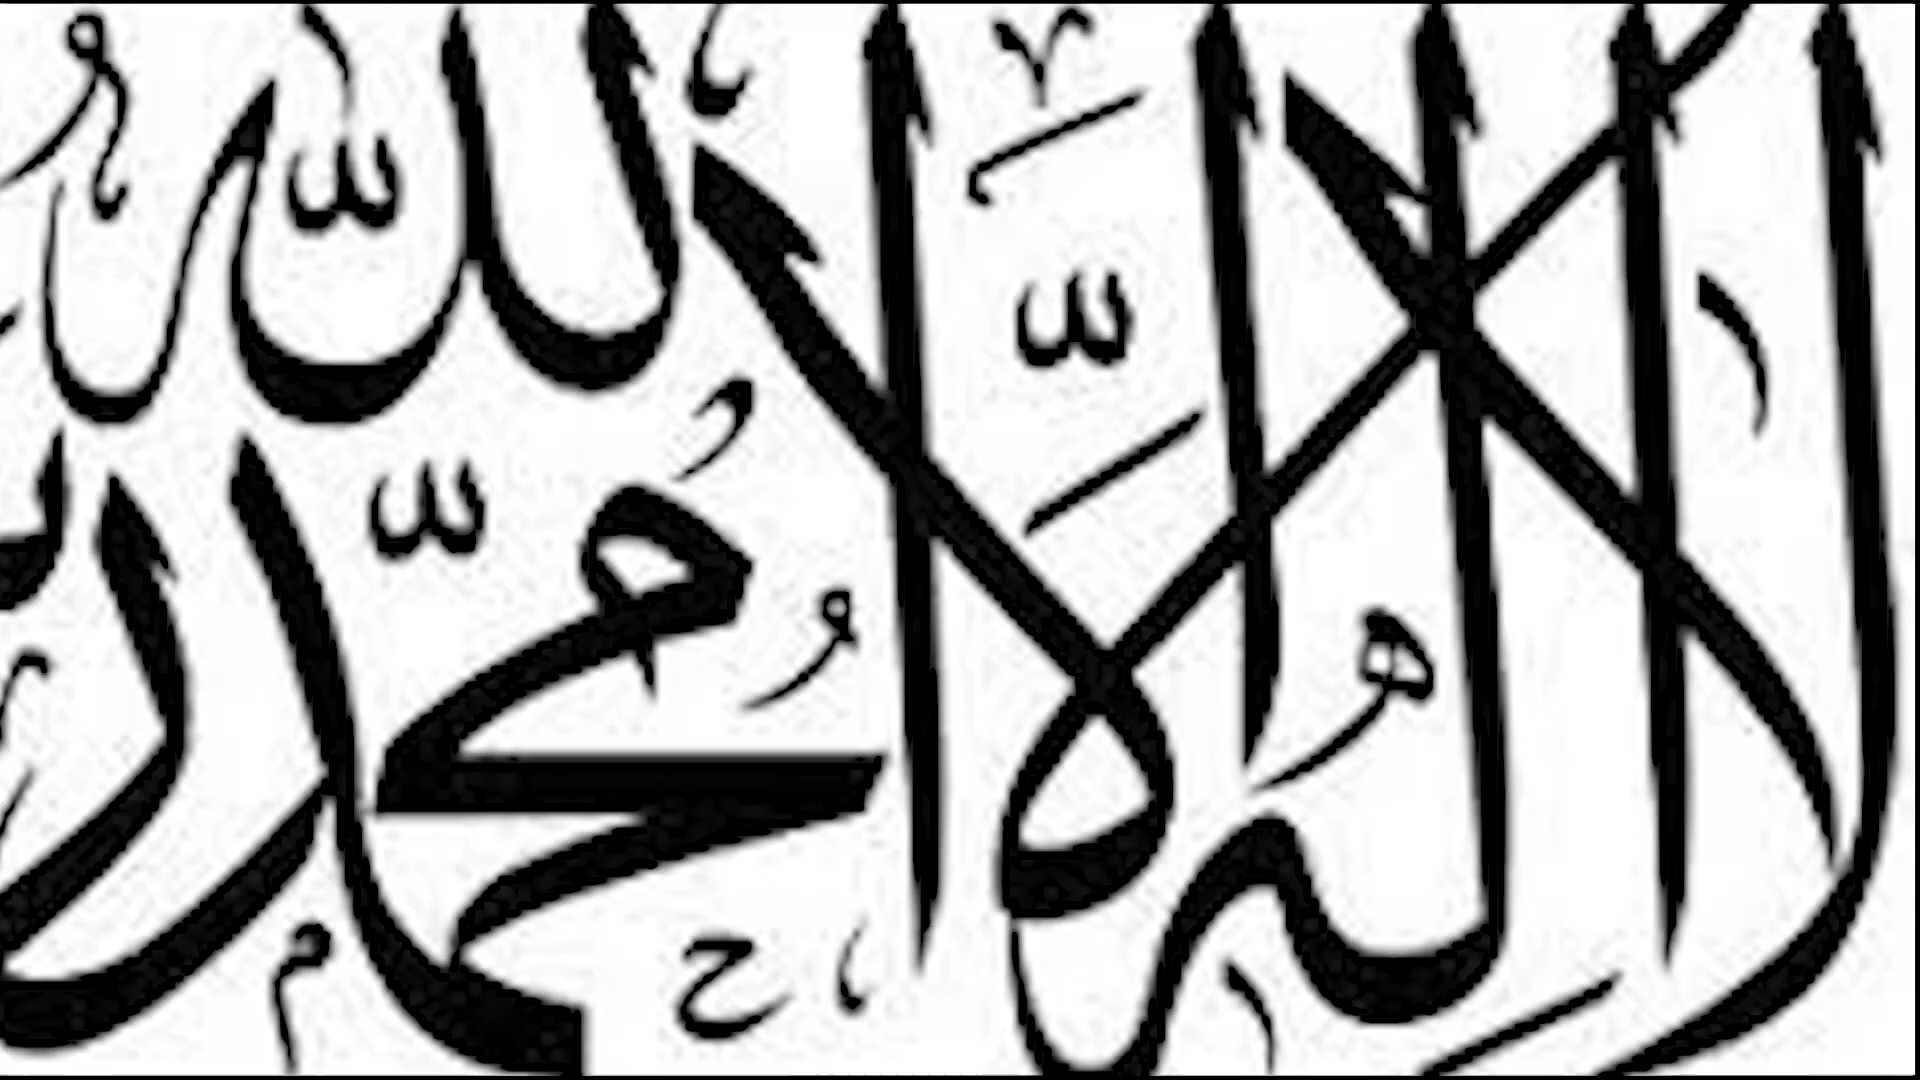 لا إله إلا الله محمد